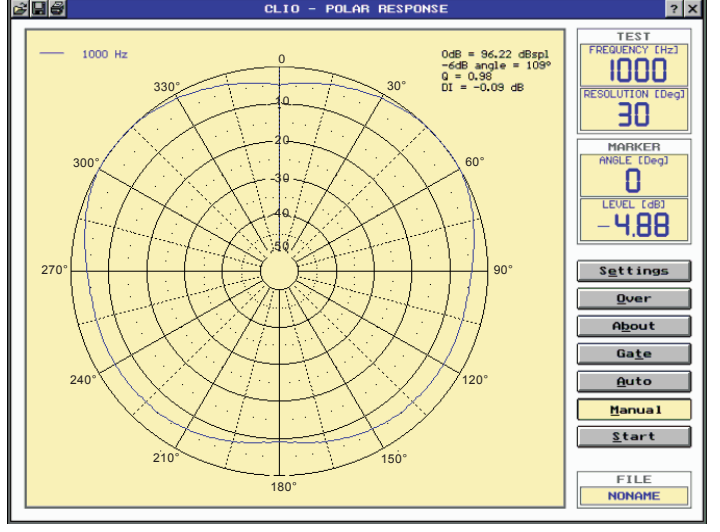 CLIO - POLAR RESPONSE
? ×
1000 Hz
0dB = 96.22 dBspl
-6dB angle = 109°
Q = 0.98
DI = -0.09 dB
0
330°
30°
-10
300°
-20
60°
-30
-40
-50
270°
90°
240°
120°
210°
150°
180°
TEST
FREQUENCY [Hz]
1000
RESOLUTION [Deg]
30
MARKER
ANGLE [Deg]
0
LEVEL [dB]
-4.88
Settings
Over
About
Gate
Auto
Manual
Start
FILE
NONAME